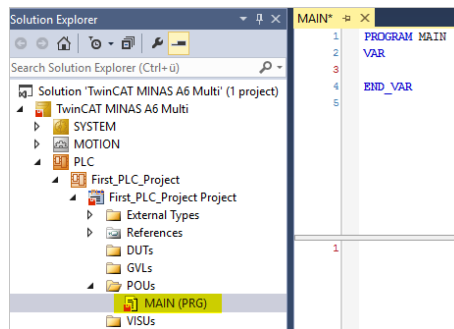 Solution Explorer
Search Solution Explorer (Ctrl+ü)
Solution 'TwinCAT MINAS A6 Multi' (1 project)
TwinCAT MINAS A6 Multi
SYSTEM
MOTION
PLC
First_PLC_Project
First_PLC_Project Project
External Types
References
DUTs
GVLs
POUs
MAIN (PRG)
VISUs
MAIN*
1 PROGRAM MAIN
2 VAR
3
4 END_VAR
5
1